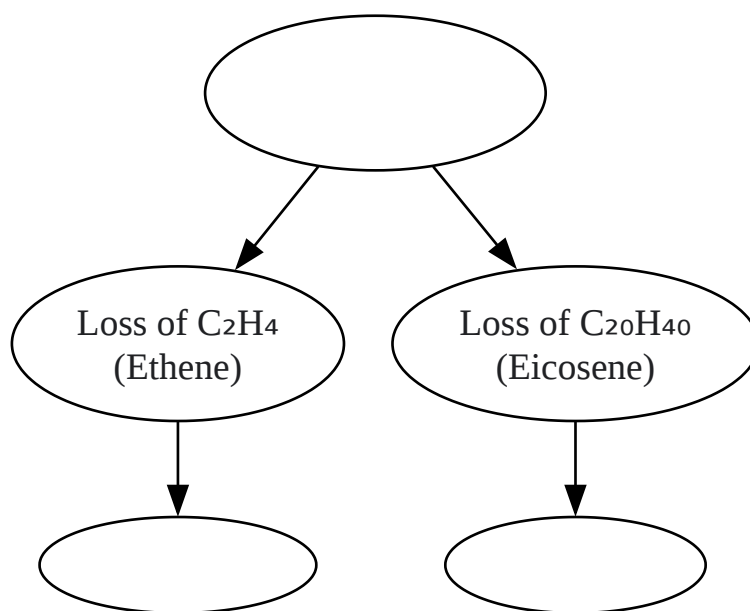 Loss of C₂H₄
(Ethene)
Loss of C₂₀H₄₀
(Eicosene)